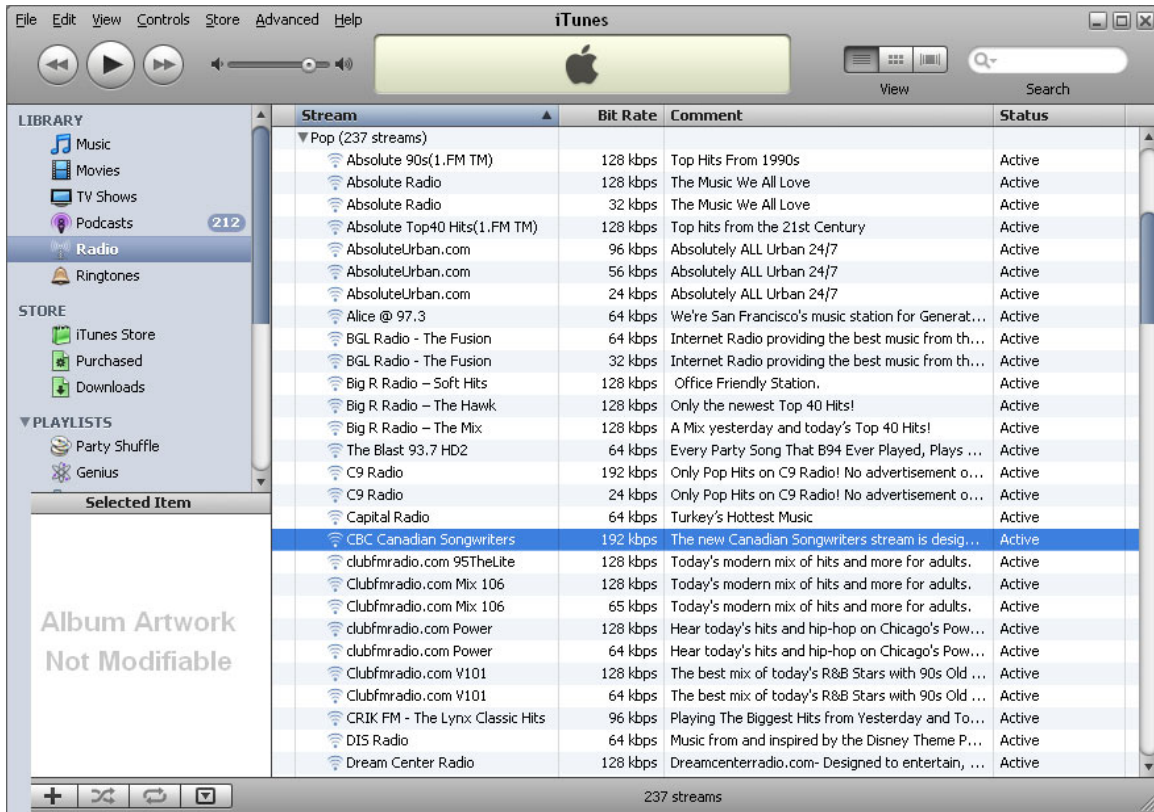 iTunes
File Edit View Controls Store Advanced Help
View
Search
LIBRARY
Music
Movies
TV Shows
Podcasts 212
Radio
Ringtones
STORE
iTunes Store
Purchased
Downloads
PLAYLISTS
Party Shuffle
Genius
Selected Item
Album Artwork
Not Modifiable
Stream Bit Rate Comment Status
Pop (237 streams)
Absolute 90s(1.FM TM) 128 kbps Top Hits From 1990s Active
Absolute Radio 128 kbps The Music We All Love Active
Absolute Radio 32 kbps The Music We All Love Active
Absolute Top40 Hits(1.FM TM) 128 kbps Top hits from the 21st Century Active
AbsoluteUrban.com 96 kbps Absolutely ALL Urban 24/7 Active
AbsoluteUrban.com 56 kbps Absolutely ALL Urban 24/7 Active
AbsoluteUrban.com 24 kbps Absolutely ALL Urban 24/7 Active
Alice @ 97.3 64 kbps We're San Francisco's music station for Generat... Active
BGL Radio - The Fusion 64 kbps Internet Radio providing the best music from th... Active
BGL Radio - The Fusion 32 kbps Internet Radio providing the best music from th... Active
Big R Radio – Soft Hits 128 kbps Office Friendly Station. Active
Big R Radio – The Hawk 128 kbps Only the newest Top 40 Hits! Active
Big R Radio – The Mix 128 kbps A Mix yesterday and today’s Top 40 Hits! Active
The Blast 93.7 HD2 64 kbps Every Party Song That B94 Ever Played, Plays ... Active
C9 Radio 192 kbps Only Pop Hits on C9 Radio! No advertisement o... Active
C9 Radio 24 kbps Only Pop Hits on C9 Radio! No advertisement o... Active
Capital Radio 64 kbps Turkey’s Hottest Music Active
CBC Canadian Songwriters 192 kbps The new Canadian Songwriters stream is desig... Active
clubfmradio.com 95TheLite 128 kbps Today's modern mix of hits and more for adults. Active
Clubfmradio.com Mix 106 128 kbps Today's modern mix of hits and more for adults. Active
Clubfmradio.com Mix 106 65 kbps Today's modern mix of hits and more for adults. Active
clubfmradio.com Power 128 kbps Hear today's hits and hip-hop on Chicago's Pow... Active
clubfmradio.com Power 64 kbps Hear today's hits and hip-hop on Chicago's Pow... Active
Clubfmradio.com V101 128 kbps The best mix of today's R&B Stars with 90s Old ... Active
Clubfmradio.com V101 64 kbps The best mix of today's R&B Stars with 90s Old ... Active
CRIK FM - The Lynx Classic Hits 96 kbps Playing The Biggest Hits from Yesterday and To... Active
DIS Radio 64 kbps Music from and inspired by the Disney Theme P... Active
Dream Center Radio 128 kbps Dreamcenterradio.com- Designed to entertain, ... Active
237 streams